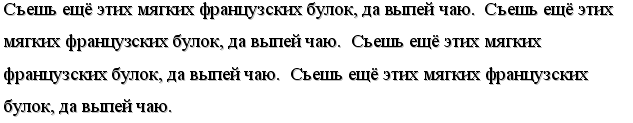 Съешь ещё этих мягких французских булок, да выпей чаю.  Съешь ещё этих
мягких французских булок, да выпей чаю.  Съешь ещё этих мягких
французских булок, да выпей чаю.  Съешь ещё этих мягких французских
булок, да выпей чаю.